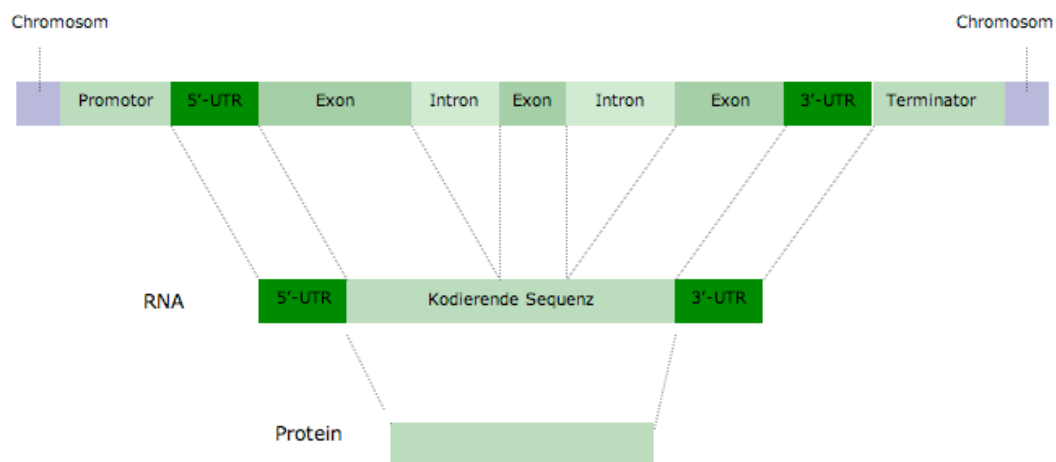 Chromosom Chromosom
Promotor 5’-UTR Exon Intron Exon Intron Exon 3’-UTR Terminator
RNA 5’-UTR Kodierende Sequenz 3’-UTR
Protein